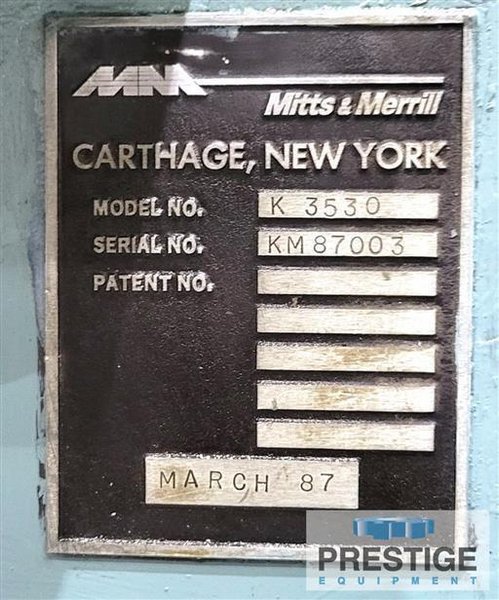 MM
Mitts & Merrill
CARTHAGE, NEW YORK
MODEL NO. K 3530
SERIAL NO. KM87003
PATENT NO.
MARCH 87
PRESTIGE
EQUIPMENT